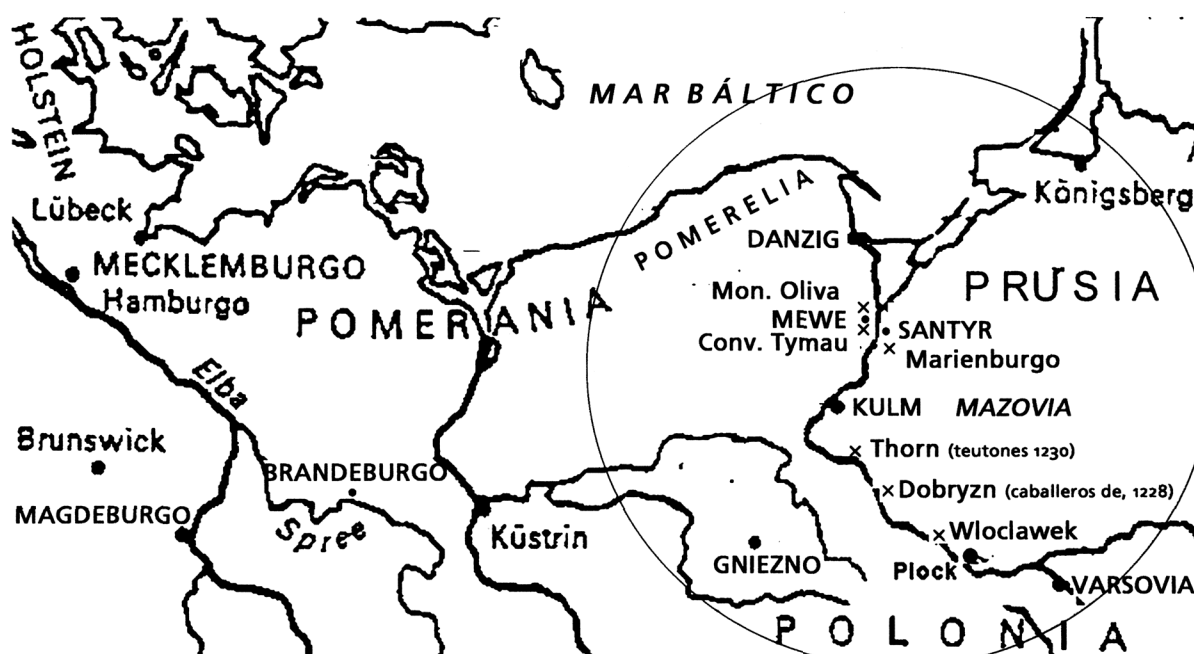 HOLSTEIN
MAR BÁLTICO
Lübeck
POMERELIA
Königsberg
DANZIG
MECKLEMBURGO
Hamburgo
PRUSIA
POMERANIA
Mon. Oliva
MEWE
Conv. Tymau
SANTYR
Marienburgo
Elba
KULM MAZOVIA
Brunswick
Thorn (teutones 1230)
BRANDEBURGO
Dobryzn (caballeros de, 1228)
MAGDEBURGO
Spree
Küstrin
Wloclawek
GNIEZNO
Plock
VARSOVIA
POLONIA